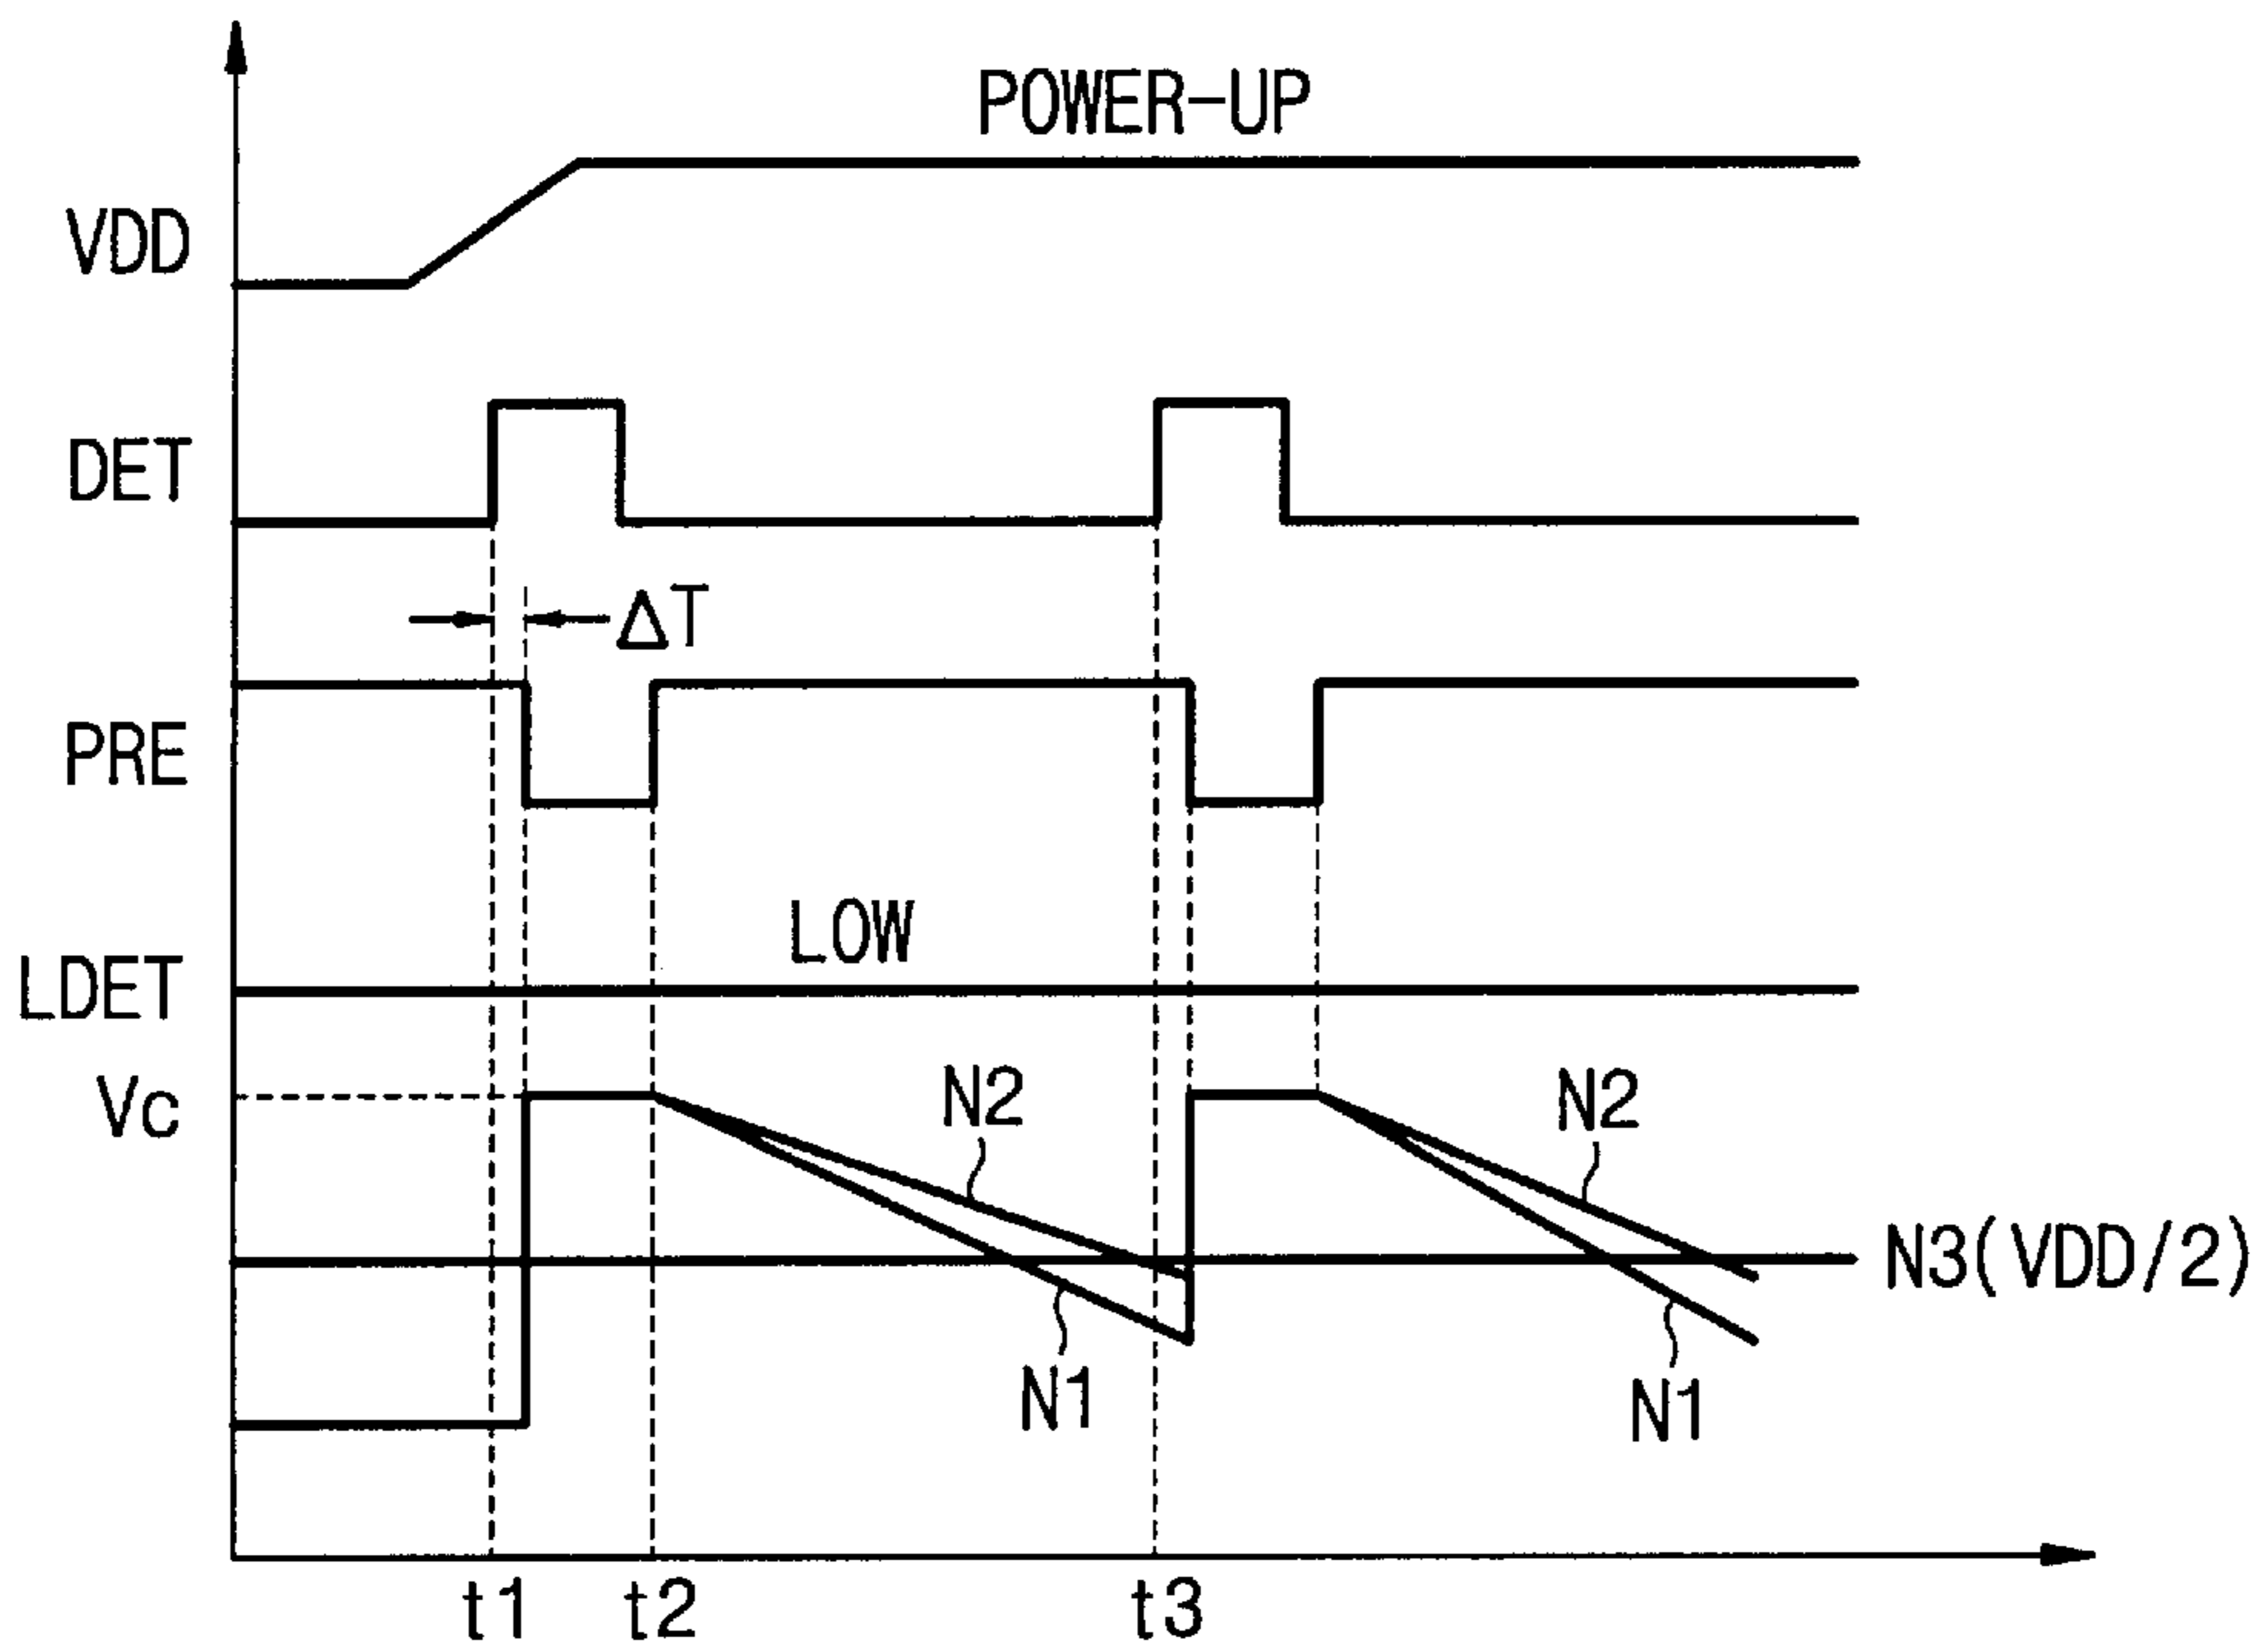 POWER-UP
VDD
DET
ΔT
PRE
LOW
LDET
Vc
N2
N2
N3(VDD/2)
N1
N1
t1
t2
t3